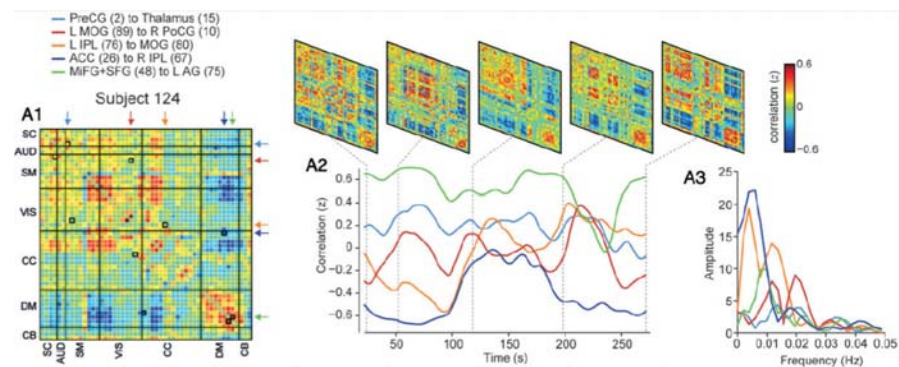 PreCG (2) to Thalamus (15)
L MOG (89) to R PoCG (10)
L IPL (76) to MOG (80)
ACC (26) to R IPL (67)
MiFG+SFG (48) to L AG (75)
Subject 124
A1
SC
AUD
SM
VIS
CC
DM
CB
SC
AUD
SM
VIS
CC
DM
CB
A2
Correlation (z)
0.6
0.4
0.2
0
−0.2
−0.4
−0.6
50
100
150
200
250
Time (s)
0.6
0
−0.6
correlation (z)
A3
Amplitude
25
20
15
10
5
0
0
0.01
0.02
0.03
0.04
0.05
Frequency (Hz)